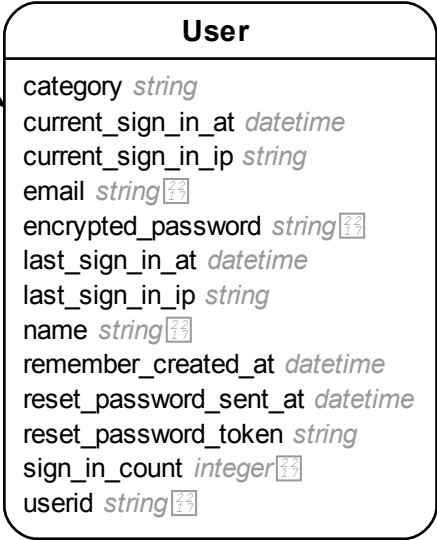 User
category string
current_sign_in_at datetime
current_sign_in_ip string
email string∗
encrypted_password string∗
last_sign_in_at datetime
last_sign_in_ip string
name string∗
remember_created_at datetime
reset_password_sent_at datetime
reset_password_token string
sign_in_count integer∗
userid string∗